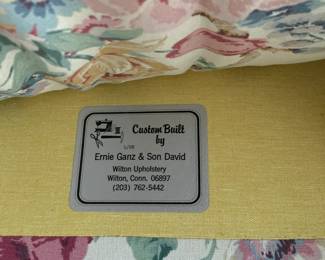 Custom Built
by
Ernie Ganz & Son David
Wilton Upholstery
Wilton, Conn. 06897
(203) 762-5442